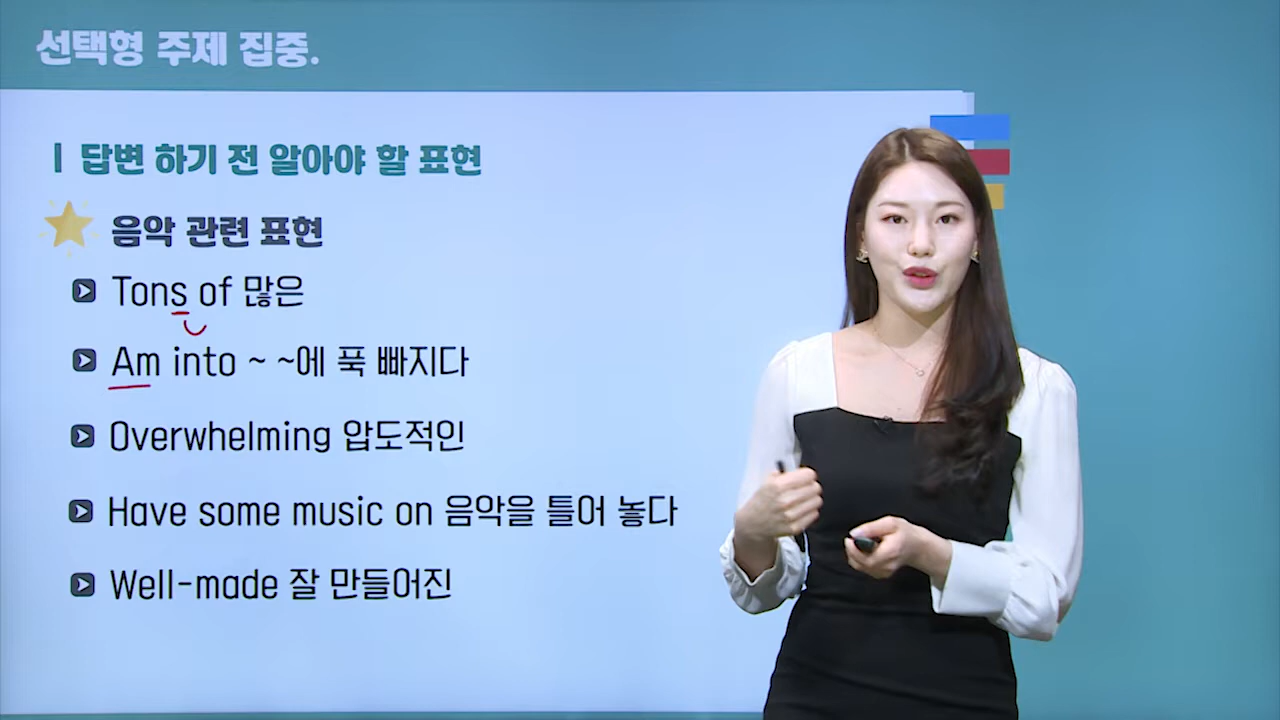 선택형 주제 집중.
| 답변 하기 전 알아야 할 표현
음악 관련 표현
Tons of 많은
Am into ~ ~에 푹 빠지다
Overwhelming 압도적인
Have some music on 음악을 틀어 놓다
Well-made 잘 만들어진